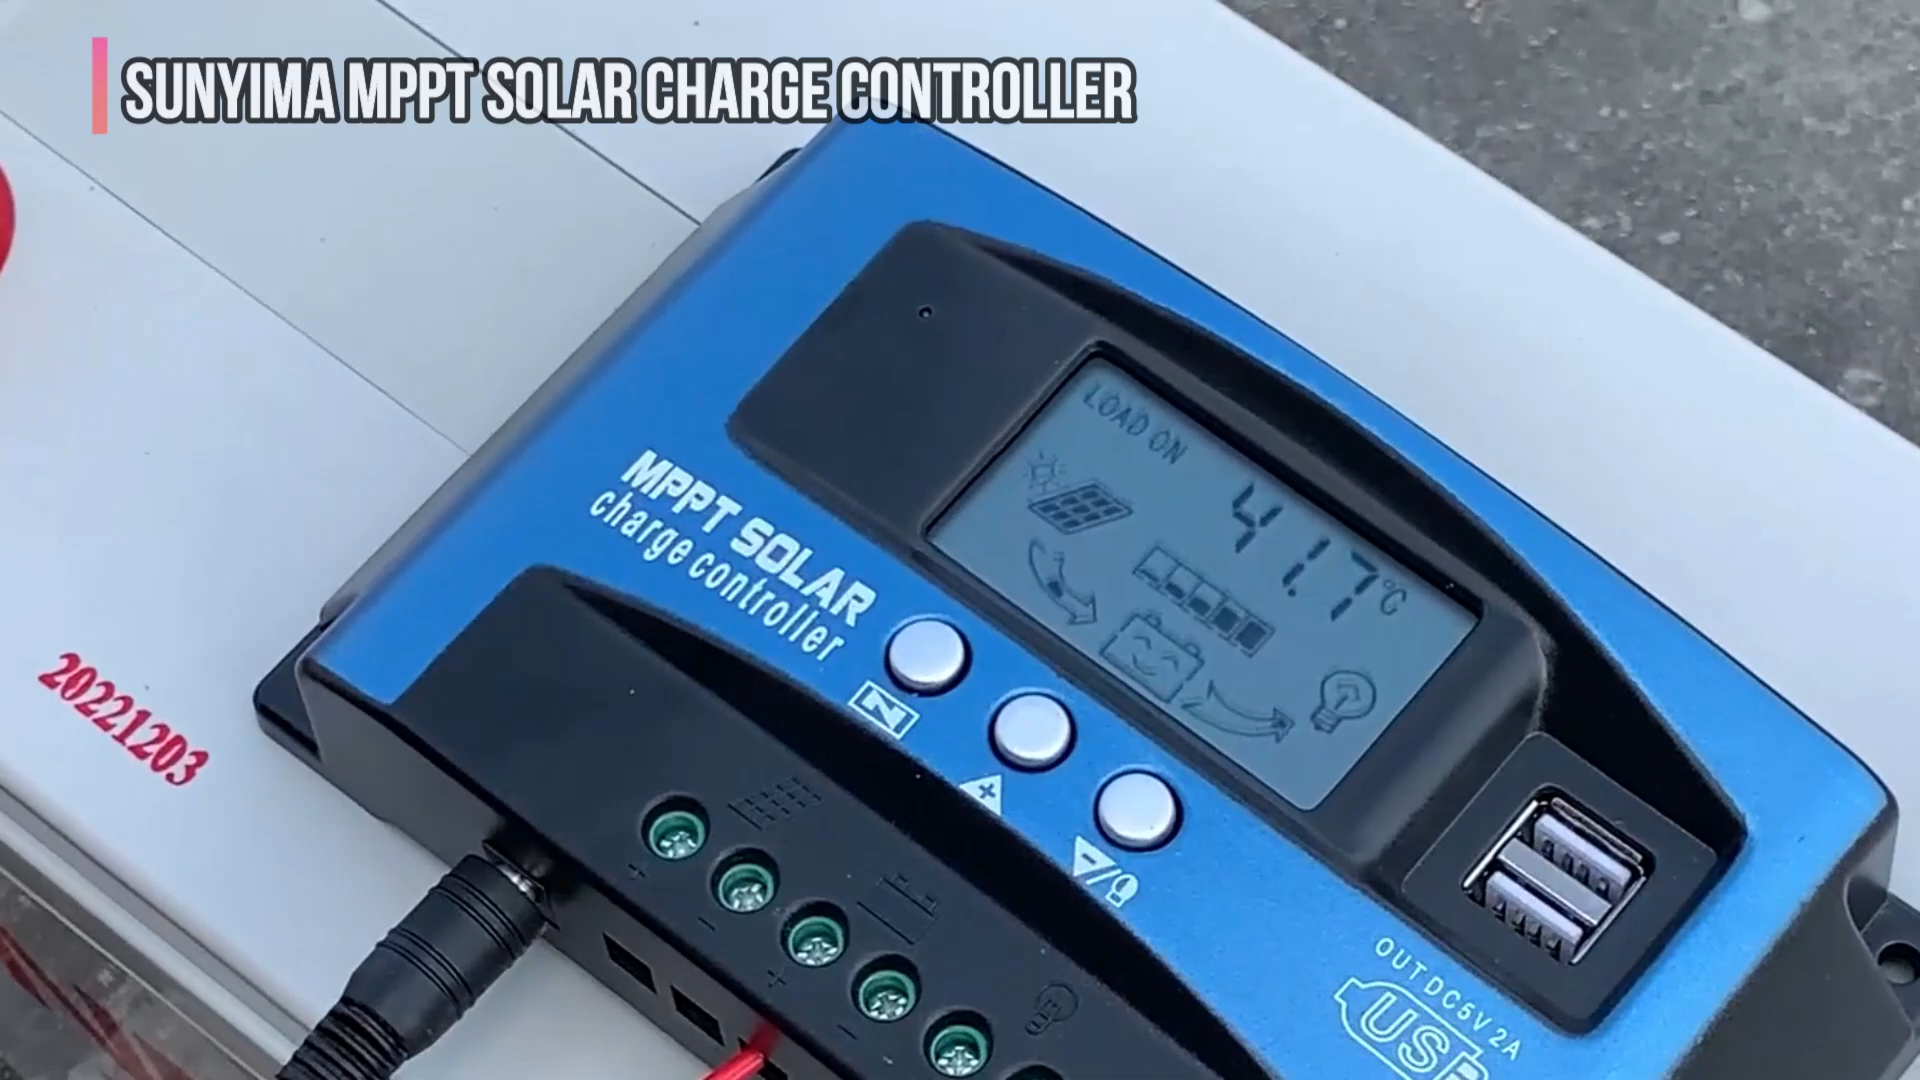 SUNYIMA MPPT SOLAR CHARGE CONTROLLER
LOAD ON
41.7°C
MPPT SOLAR
charge controller
20221203
OUT DC5V 2A
USB